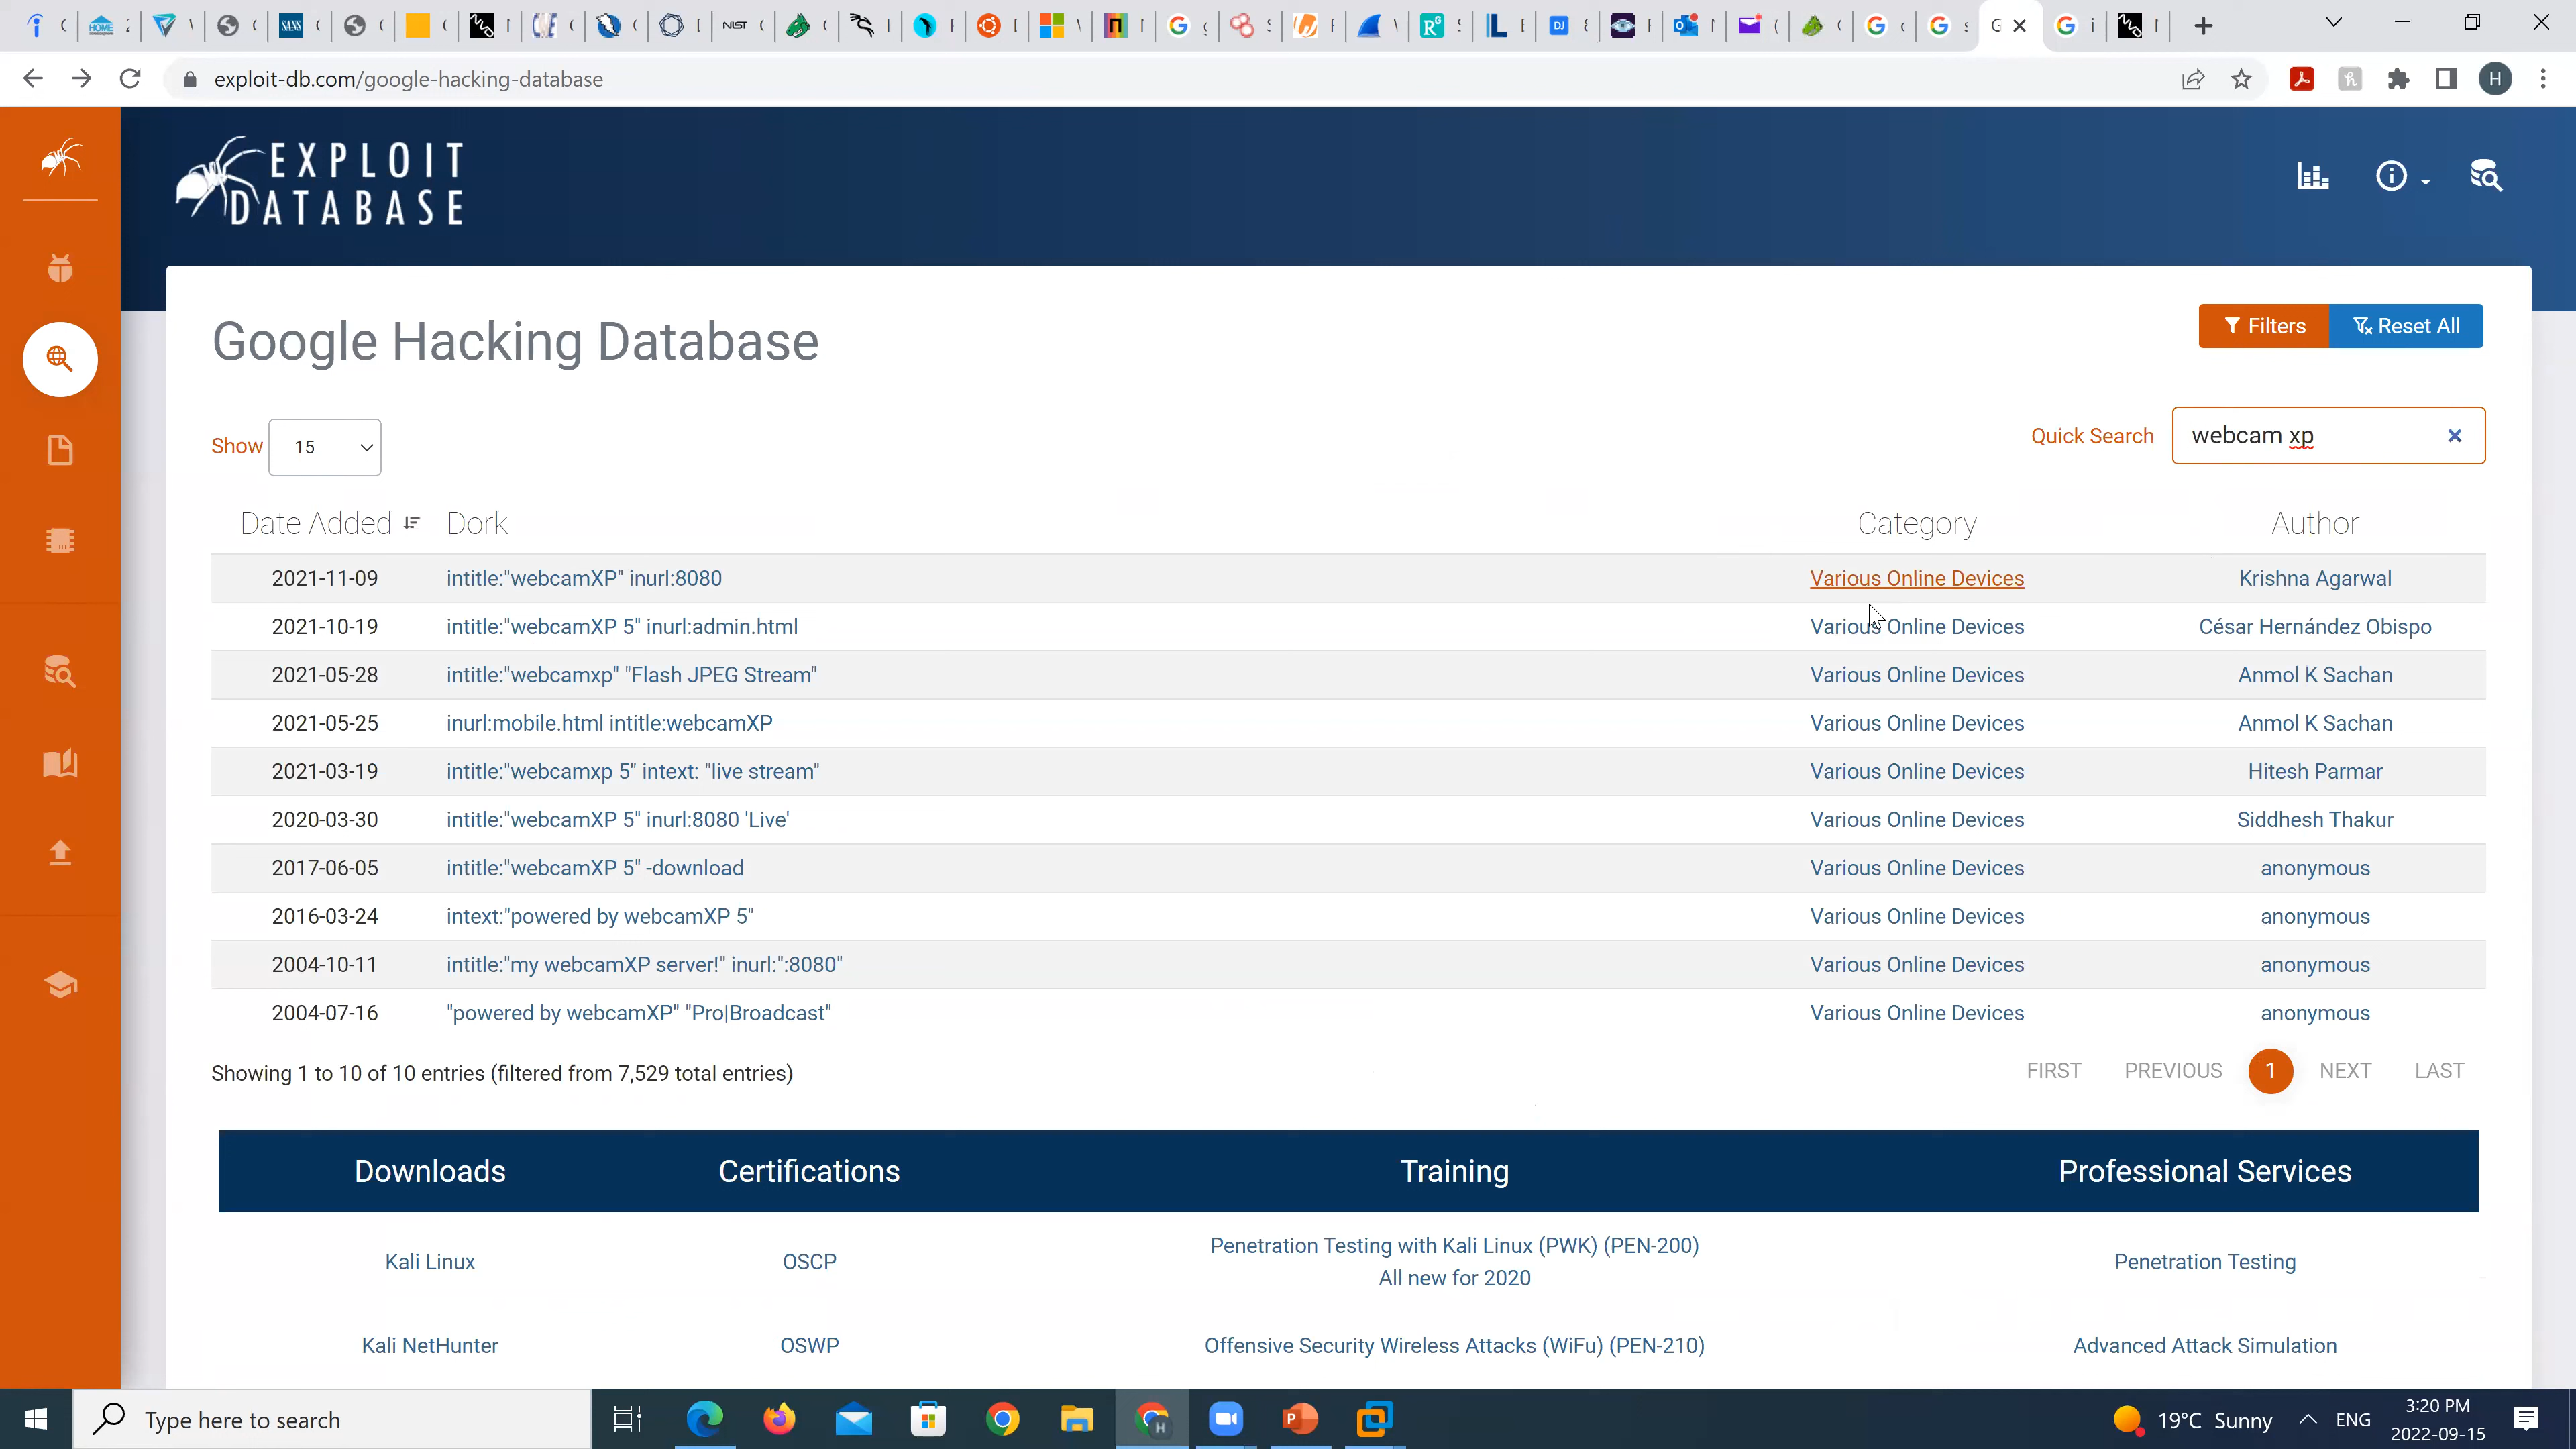 exploit-db.com/google-hacking-database
H
EXPLOIT
DATABASE
Google Hacking Database
Filters
Reset All
Show
15
Quick Search
webcam xp
Date Added Dork Category Author
2021-11-09 intitle:"webcamXP" inurl:8080 Various Online Devices Krishna Agarwal
2021-10-19 intitle:"webcamXP 5" inurl:admin.html Various Online Devices César Hernández Obispo
2021-05-28 intitle:"webcamxp" "Flash JPEG Stream" Various Online Devices Anmol K Sachan
2021-05-25 inurl:mobile.html intitle:webcamXP Various Online Devices Anmol K Sachan
2021-03-19 intitle:"webcamxp 5" intext: "live stream" Various Online Devices Hitesh Parmar
2020-03-30 intitle:"webcamXP 5" inurl:8080 'Live' Various Online Devices Siddhesh Thakur
2017-06-05 intitle:"webcamXP 5" -download Various Online Devices anonymous
2016-03-24 intext:"powered by webcamXP 5" Various Online Devices anonymous
2004-10-11 intitle:"my webcamXP server!" inurl:":8080" Various Online Devices anonymous
2004-07-16 "powered by webcamXP" "Pro|Broadcast" Various Online Devices anonymous
Showing 1 to 10 of 10 entries (filtered from 7,529 total entries) FIRST PREVIOUS 1 NEXT LAST
Downloads Certifications Training Professional Services
Kali Linux OSCP Penetration Testing with Kali Linux (PWK) (PEN-200) Penetration Testing
All new for 2020
Kali NetHunter OSWP Offensive Security Wireless Attacks (WiFu) (PEN-210) Advanced Attack Simulation
Type here to search
19°C Sunny
ENG
3:20 PM
2022-09-15